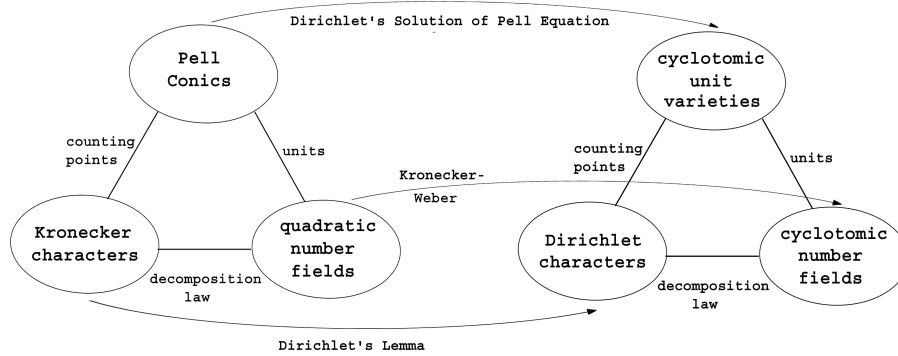 Dirichlet's Solution of Pell Equation
Pell
Conics
counting
points
units
Kronecker
characters
quadratic
number
fields
decomposition
law
Kronecker-
Weber
cyclotomic
unit
varieties
counting
points
units
Dirichlet
characters
cyclotomic
number
fields
decomposition
law
Dirichlet's Lemma